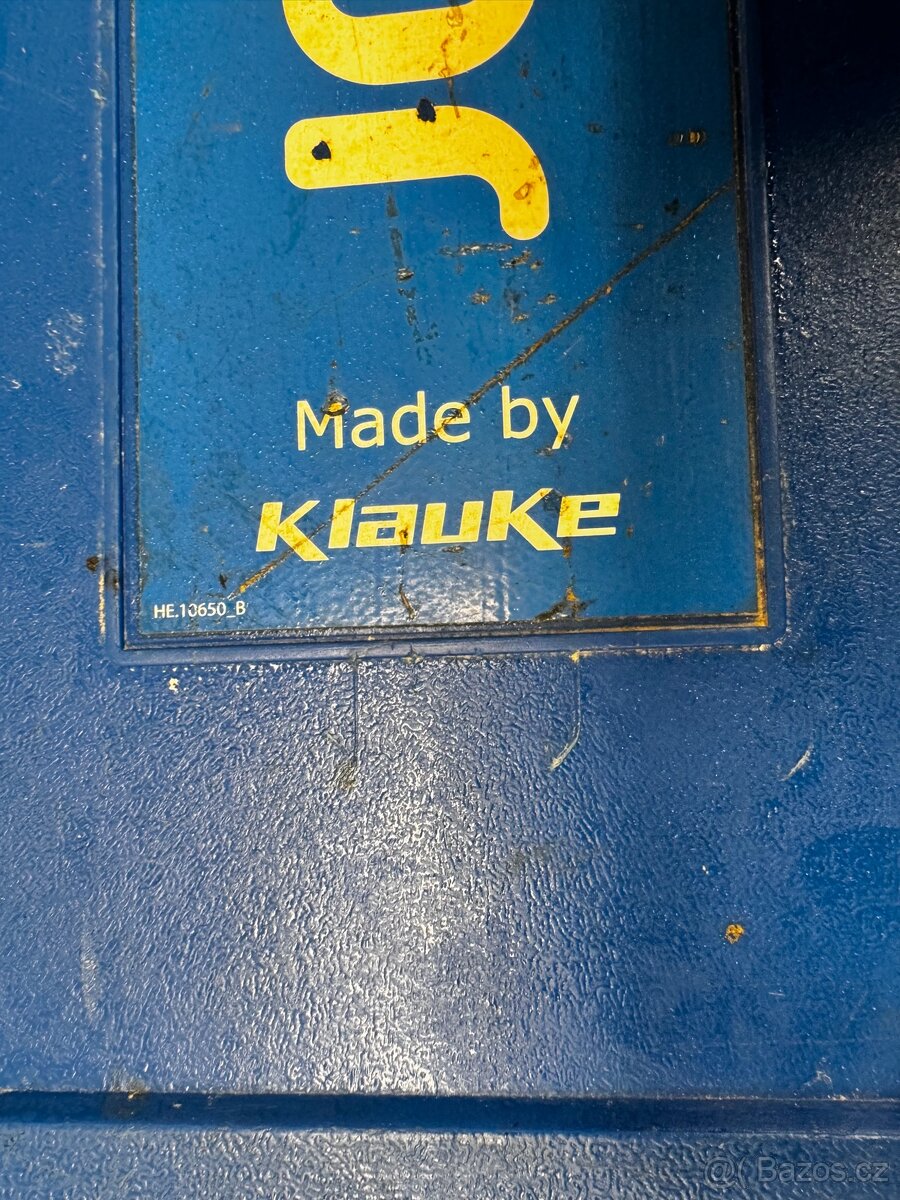 Made by
Klauke
HE.10650_B
@ Bazos.cz